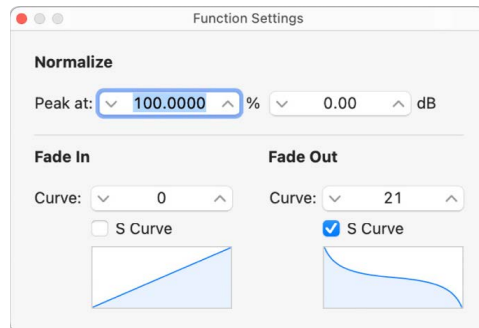 Function Settings
Normalize
Peak at: 100.0000 % 0.00 dB
Fade In Fade Out
Curve: 0 Curve: 21
S Curve S Curve